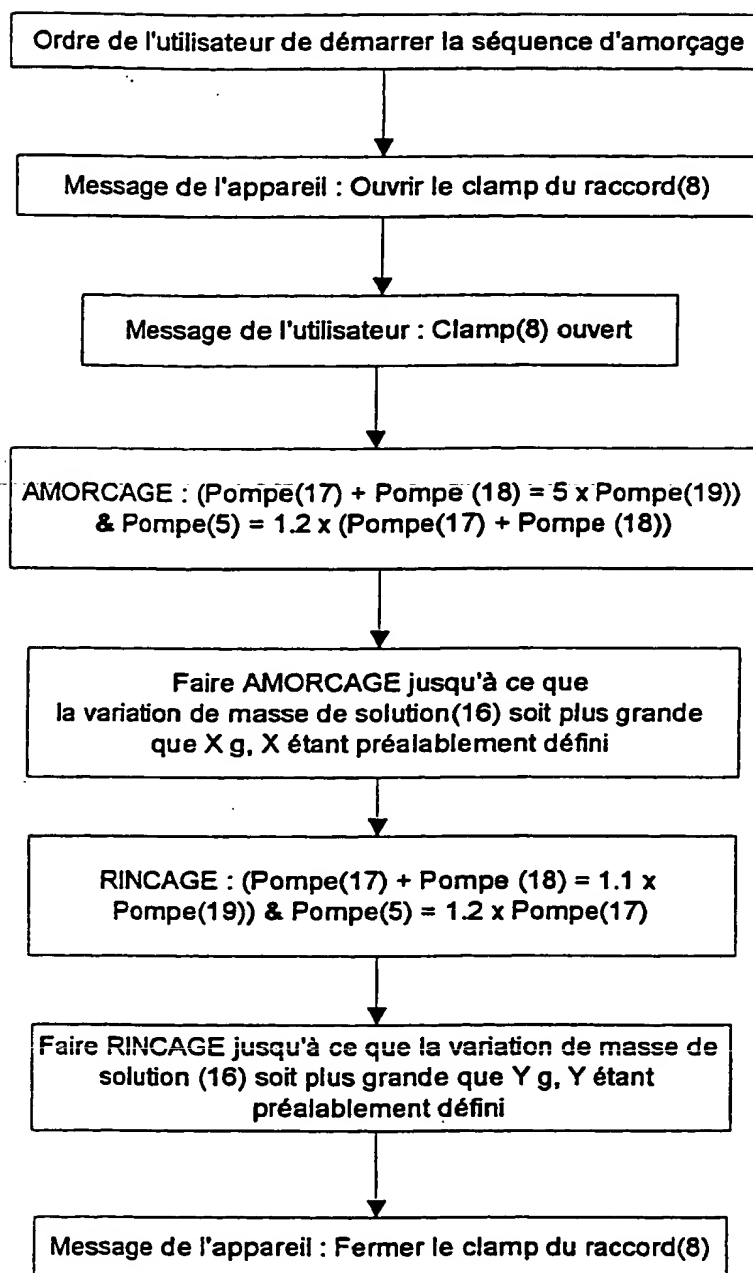 Ordre de l'utilisateur de démarrer la séquence d'amorçage
Message de l'appareil : Ouvrir le clamp du raccord(8)
Message de l'utilisateur : Clamp(8) ouvert
AMORCAGE : (Pompe(17) + Pompe (18) = 5 x Pompe(19))
& Pompe(5) = 1.2 x (Pompe(17) + Pompe (18))
Faire AMORCAGE jusqu'à ce que
la variation de masse de solution(16) soit plus grande
que X g, X étant préalablement défini
RINCAGE : (Pompe(17) + Pompe (18) = 1.1 x
Pompe(19)) & Pompe(5) = 1.2 x Pompe(17)
Faire RINCAGE jusqu'à ce que la variation de masse de
solution (16) soit plus grande que Y g, Y étant
préalablement défini
Message de l'appareil : Fermer le clamp du raccord(8)